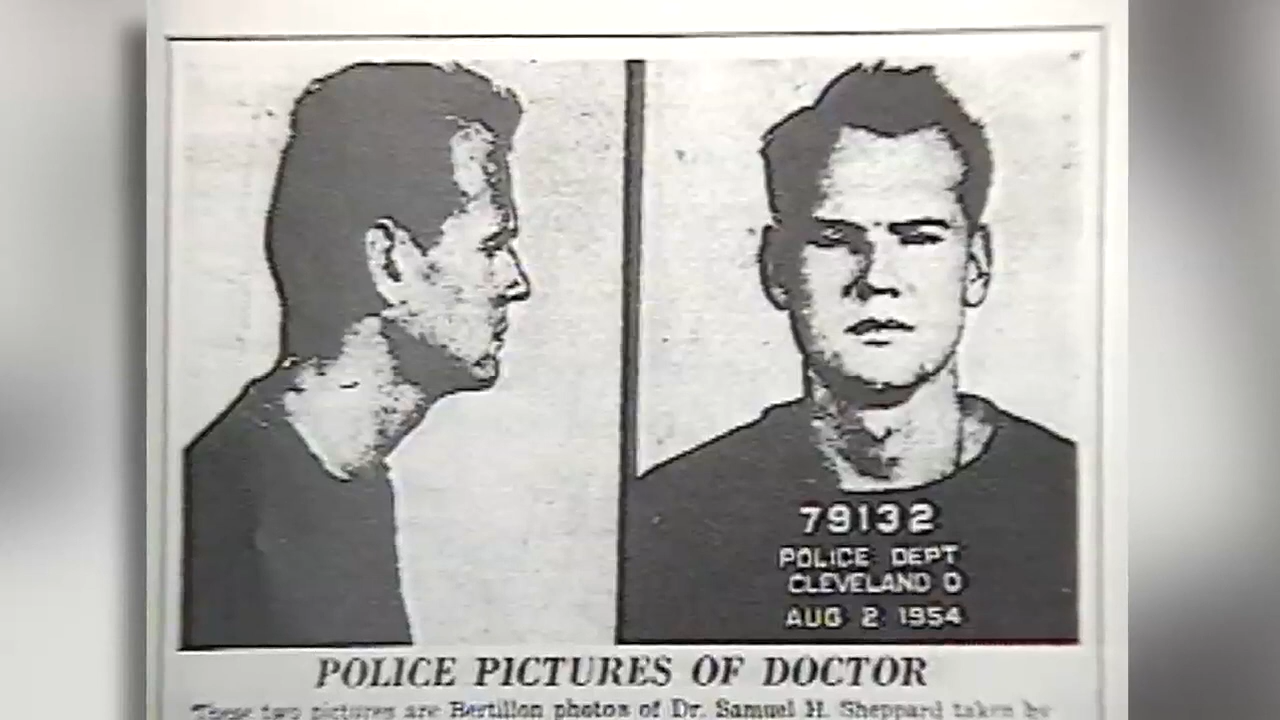 79132
POLICE DEPT
CLEVELAND O
AUG 2 1954
POLICE PICTURES OF DOCTOR
These two pictures are Bertillon photos of Dr. Samuel H. Sheppard taken by